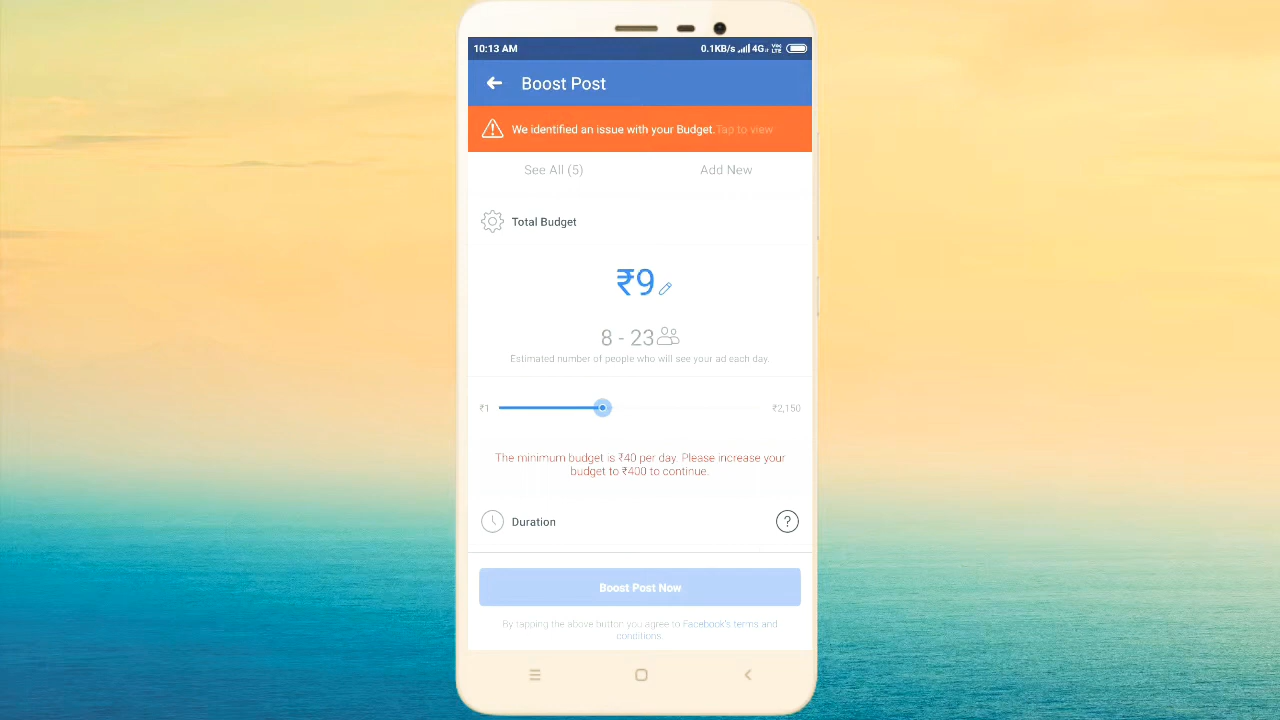 10:13 AM
0.1KB/s 4G VoLTE
Boost Post
We identified an issue with your Budget. Tap to view
See All (5)
Add New
Total Budget
₹9
8 - 23
Estimated number of people who will see your ad each day.
₹1
₹2,150
The minimum budget is ₹40 per day. Please increase your
budget to ₹400 to continue.
Duration
?
Boost Post Now
By tapping the above button you agree to Facebook's terms and
conditions.